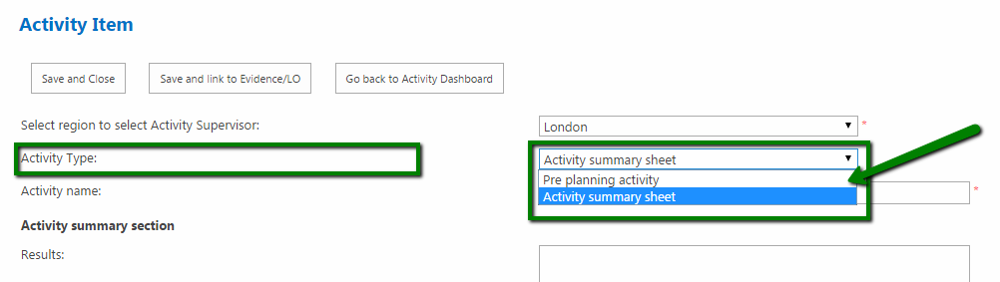 Activity Item
Save and Close Save and link to Evidence/LO Go back to Activity Dashboard
Select region to select Activity Supervisor: London *
Activity Type: Activity summary sheet
Pre planning activity
Activity name: Activity summary sheet *
Activity summary section
Results: